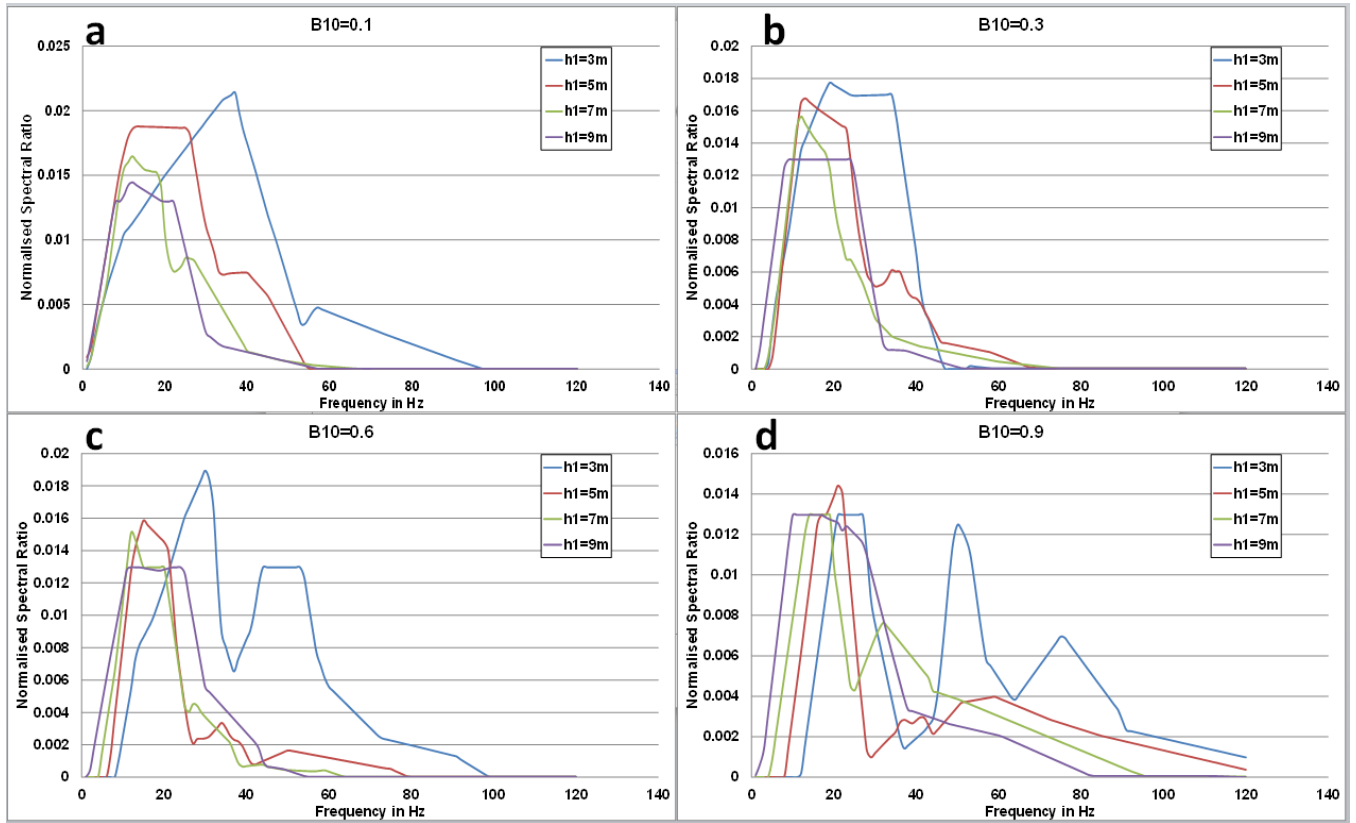 a
B10=0.1
0.025
0.02
0.015
0.01
0.005
0
Normalised Spectral Ratio
h1=3m
h1=5m
h1=7m
h1=9m
0 20 40 60 80 100 120 140
Frequency in Hz
b
B10=0.3
0.02
0.018
0.016
0.014
0.012
0.01
0.008
0.006
0.004
0.002
0
Normalised Spectral Ratio
h1=3m
h1=5m
h1=7m
h1=9m
0 20 40 60 80 100 120 140
Frequency in Hz
c
B10=0.6
0.02
0.018
0.016
0.014
0.012
0.01
0.008
0.006
0.004
0.002
0
Normalised Spectral Ratio
h1=3m
h1=5m
h1=7m
h1=9m
0 20 40 60 80 100 120 140
Frequency in Hz
d
B10=0.9
0.016
0.014
0.012
0.01
0.008
0.006
0.004
0.002
0
Normalised Spectral Ratio
h1=3m
h1=5m
h1=7m
h1=9m
0 20 40 60 80 100 120 140
Frequency in Hz